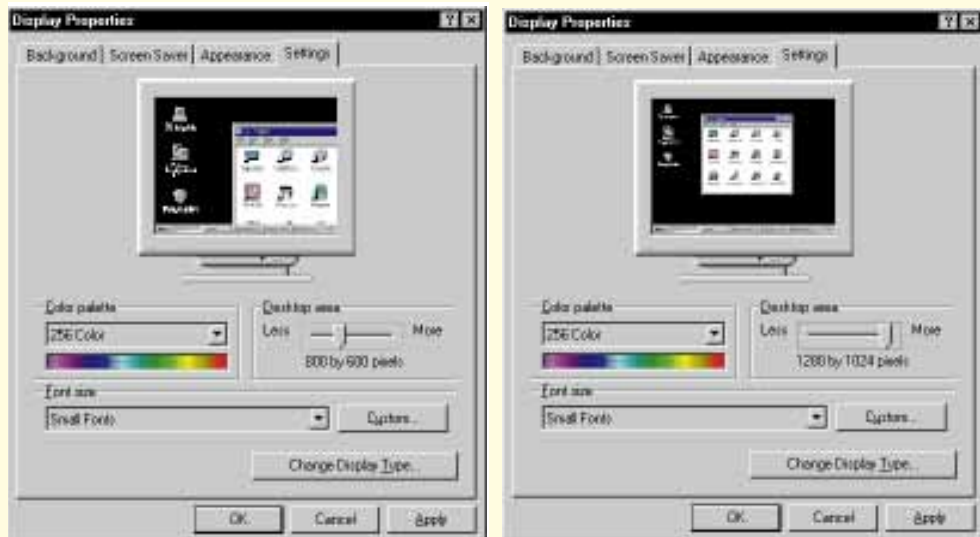 Display Properties
Background
Screen Saver
Appearance
Settings
Color palette
256 Color
Desktop area
Less
More
800 by 600 pixels
Font size
Small Fonts
Custom...
Change Display Type...
OK
Cancel
Apply
Display Properties
Background
Screen Saver
Appearance
Settings
Color palette
256 Color
Desktop area
Less
More
1280 by 1024 pixels
Font size
Small Fonts
Custom...
Change Display Type...
OK
Cancel
Apply